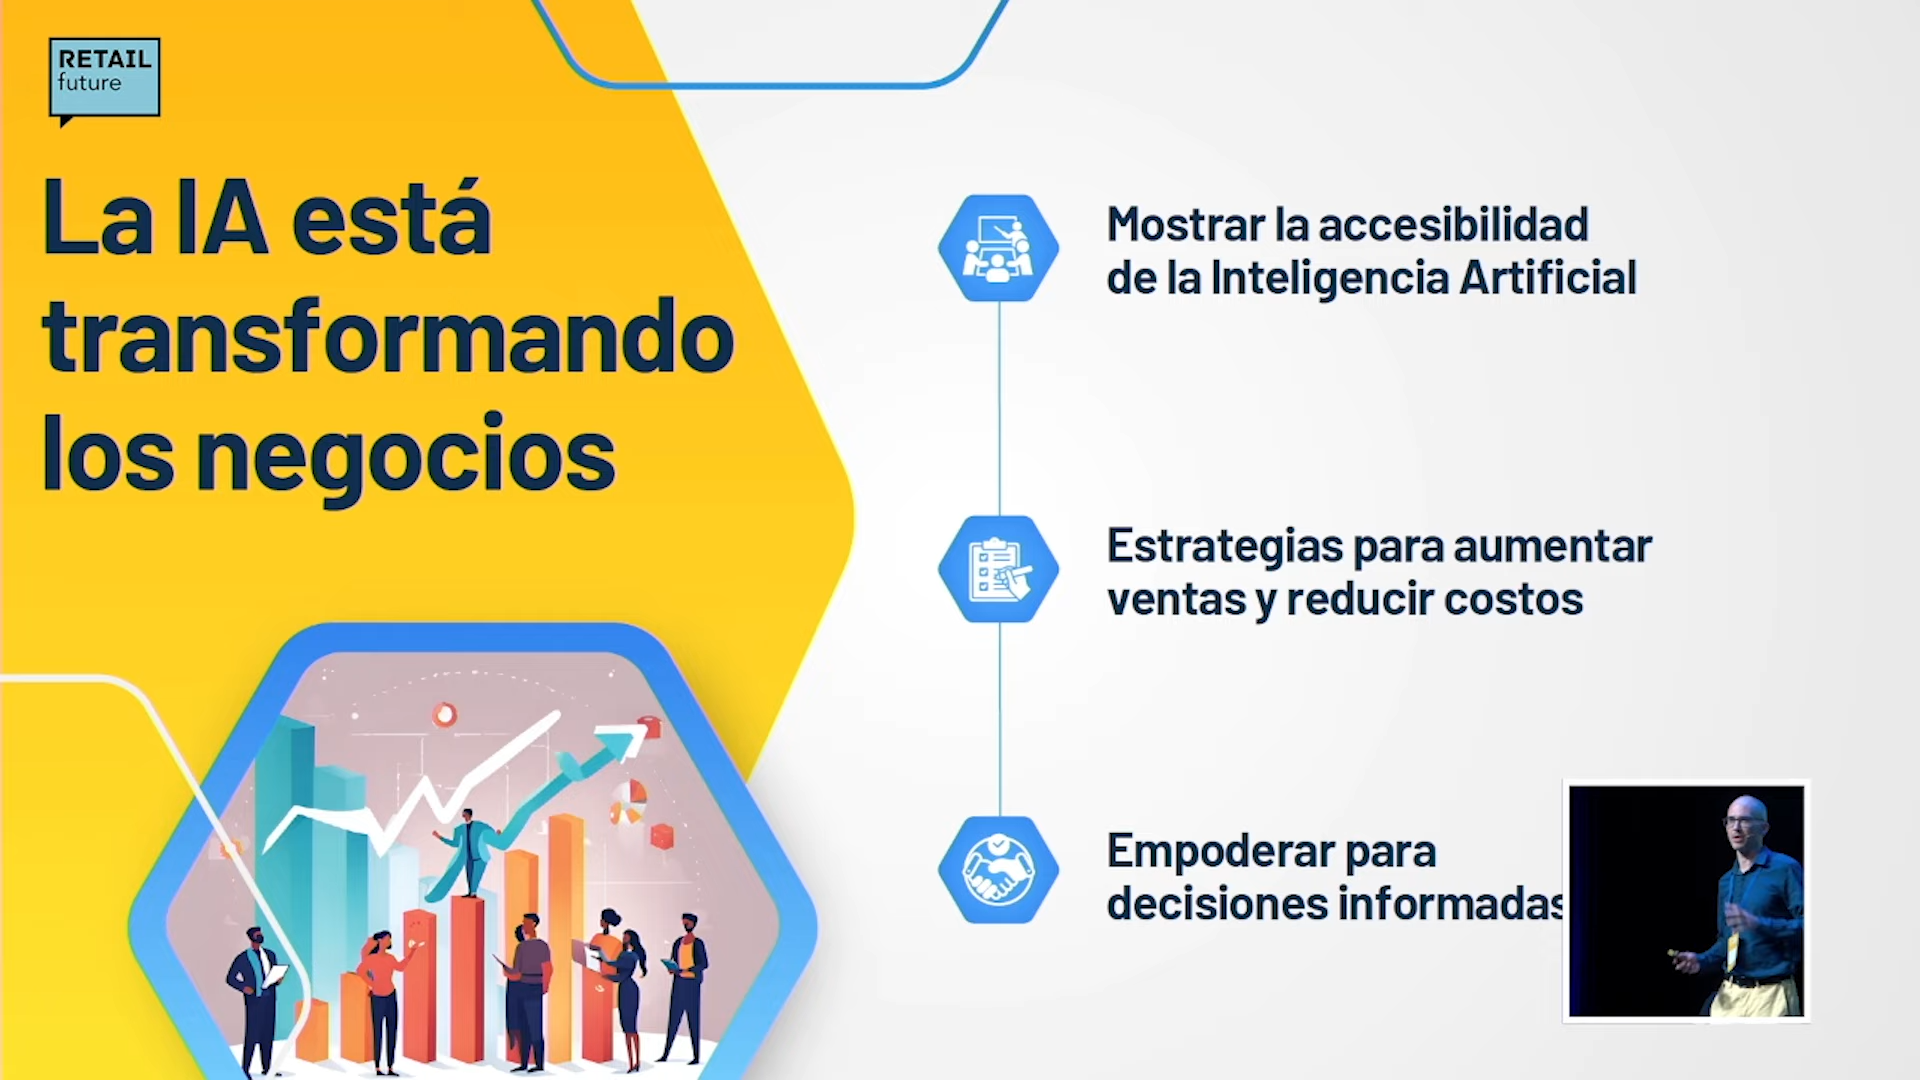 RETAIL
future
La IA está
transformando
los negocios
Mostrar la accesibilidad
de la Inteligencia Artificial
Estrategias para aumentar
ventas y reducir costos
Empoderar para
decisiones informadas